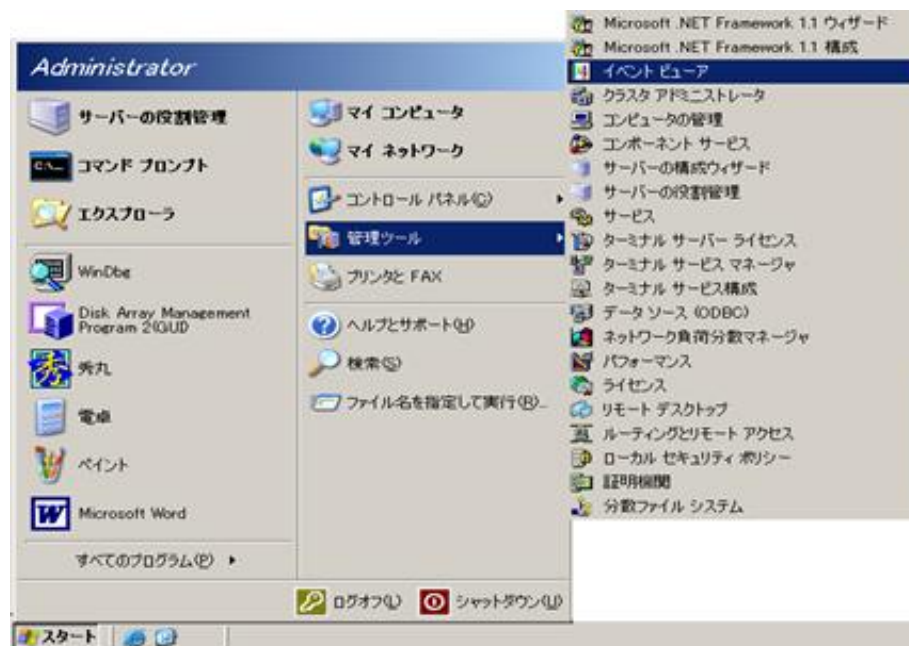 Administrator
サーバーの役割管理
コマンド プロンプト
エクスプローラ
WinDbg
Disk Array Management
Program 2(GUI)
秀丸
電卓
ペイント
Microsoft Word
すべてのプログラム(P)
マイ コンピュータ
マイ ネットワーク
コントロール パネル(C)
管理ツール
プリンタと FAX
ヘルプとサポート(H)
検索(S)
ファイル名を指定して実行(R)...
Microsoft .NET Framework 1.1 ウィザード
Microsoft .NET Framework 1.1 構成
イベント ビューア
クラスタ アドミニストレータ
コンピュータの管理
コンポーネント サービス
サーバーの構成ウィザード
サーバーの役割管理
サービス
ターミナル サーバー ライセンス
ターミナル サービス マネージャ
ターミナル サービス構成
データ ソース (ODBC)
ネットワーク負荷分散マネージャ
パフォーマンス
ライセンス
リモート デスクトップ
ルーティングとリモート アクセス
ローカル セキュリティ ポリシー
証明機関
分散ファイル システム
ログオフ(L)
シャットダウン(U)
スタート